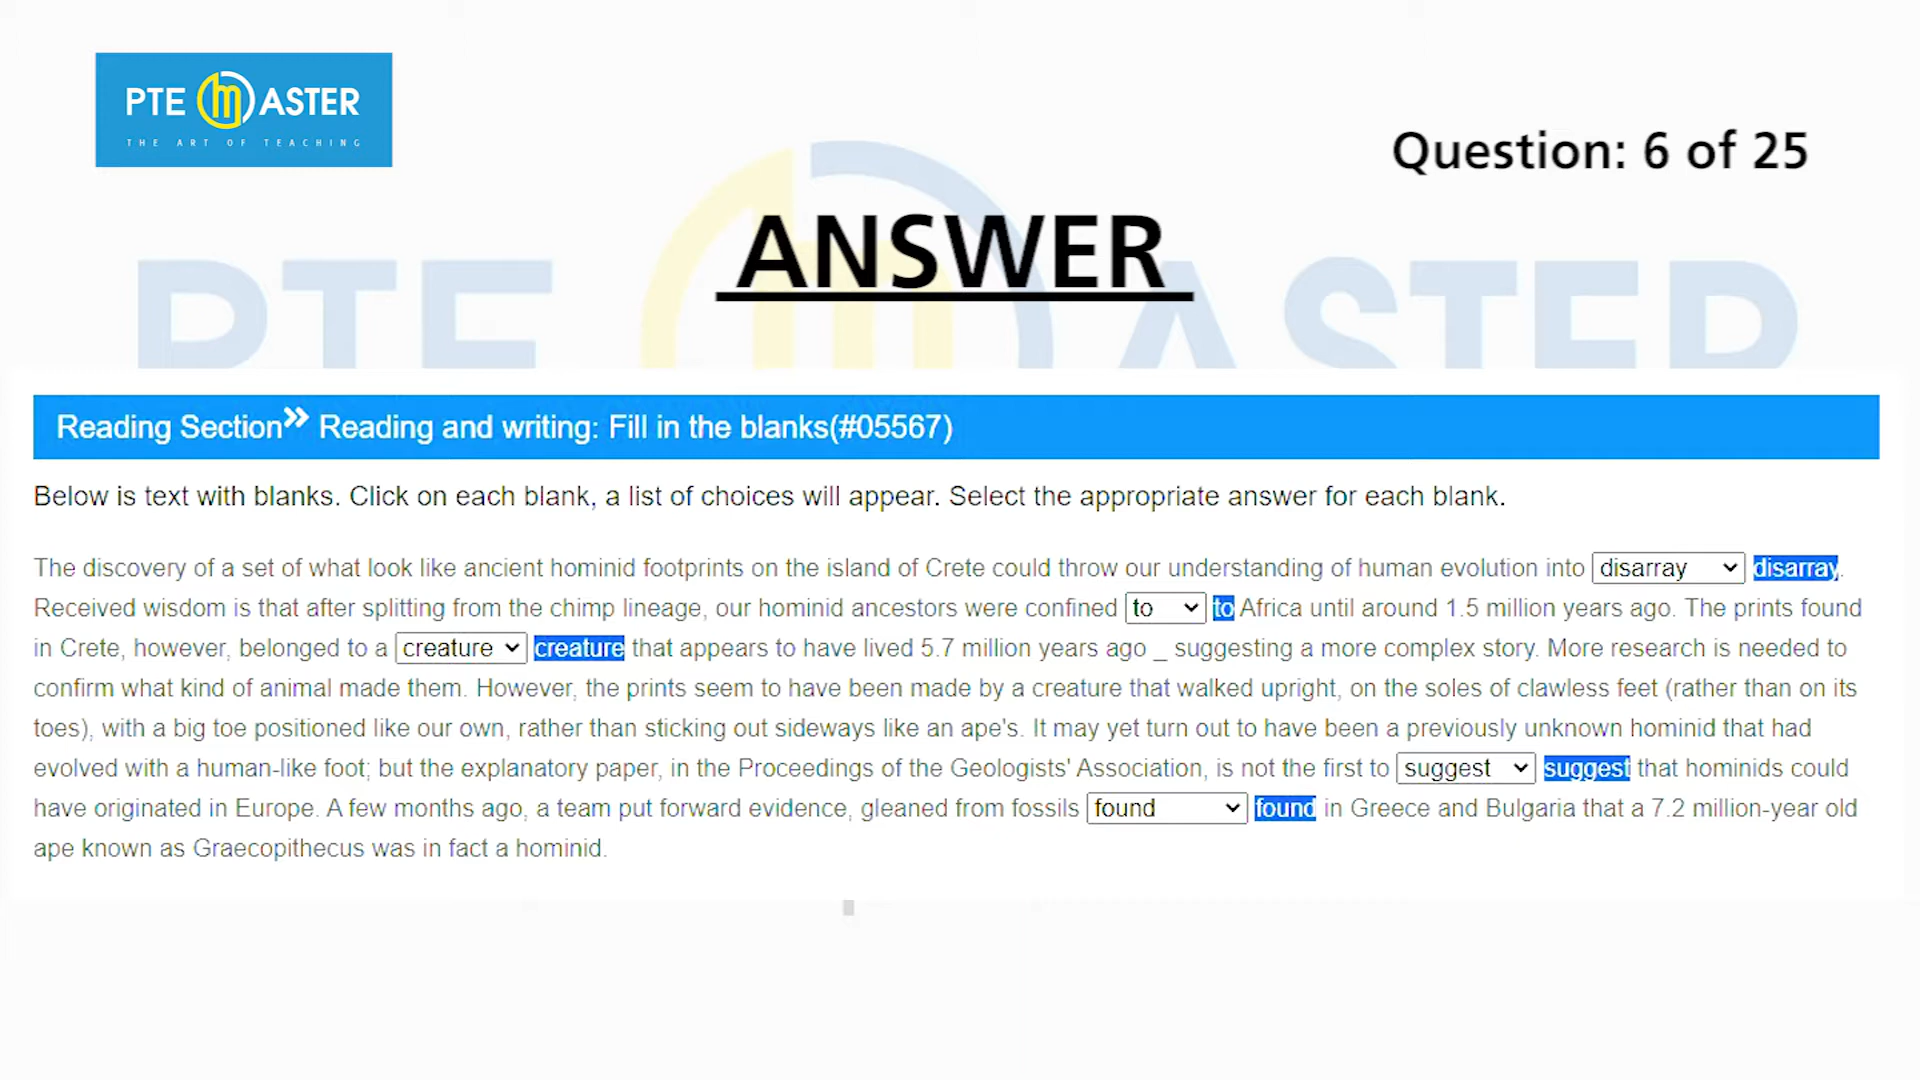 PTE MASTER
THE ART OF TEACHING
Question: 6 of 25
PTE MASTER
ANSWER
Reading Section» Reading and writing: Fill in the blanks(#05567)
Below is text with blanks. Click on each blank, a list of choices will appear. Select the appropriate answer for each blank.
The discovery of a set of what look like ancient hominid footprints on the island of Crete could throw our understanding of human evolution into disarray disarray.
Received wisdom is that after splitting from the chimp lineage, our hominid ancestors were confined to to Africa until around 1.5 million years ago. The prints found
in Crete, however, belonged to a creature creature that appears to have lived 5.7 million years ago _ suggesting a more complex story. More research is needed to
confirm what kind of animal made them. However, the prints seem to have been made by a creature that walked upright, on the soles of clawless feet (rather than on its
toes), with a big toe positioned like our own, rather than sticking out sideways like an ape's. It may yet turn out to have been a previously unknown hominid that had
evolved with a human-like foot; but the explanatory paper, in the Proceedings of the Geologists' Association, is not the first to suggest suggest that hominids could
have originated in Europe. A few months ago, a team put forward evidence, gleaned from fossils found found in Greece and Bulgaria that a 7.2 million-year old
ape known as Graecopithecus was in fact a hominid.